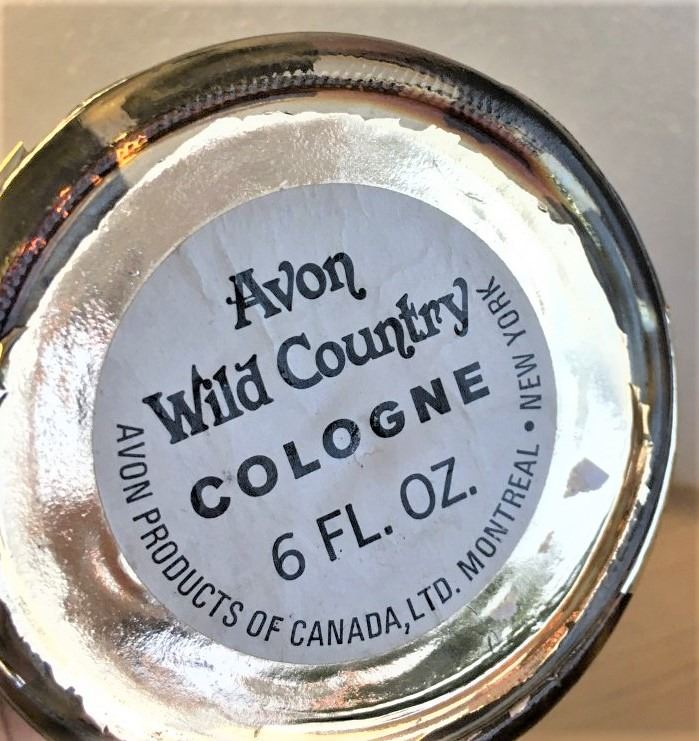 Avon
Wild Country
COLOGNE
6 FL. OZ.
AVON PRODUCTS OF CANADA, LTD. MONTREAL • NEW YORK